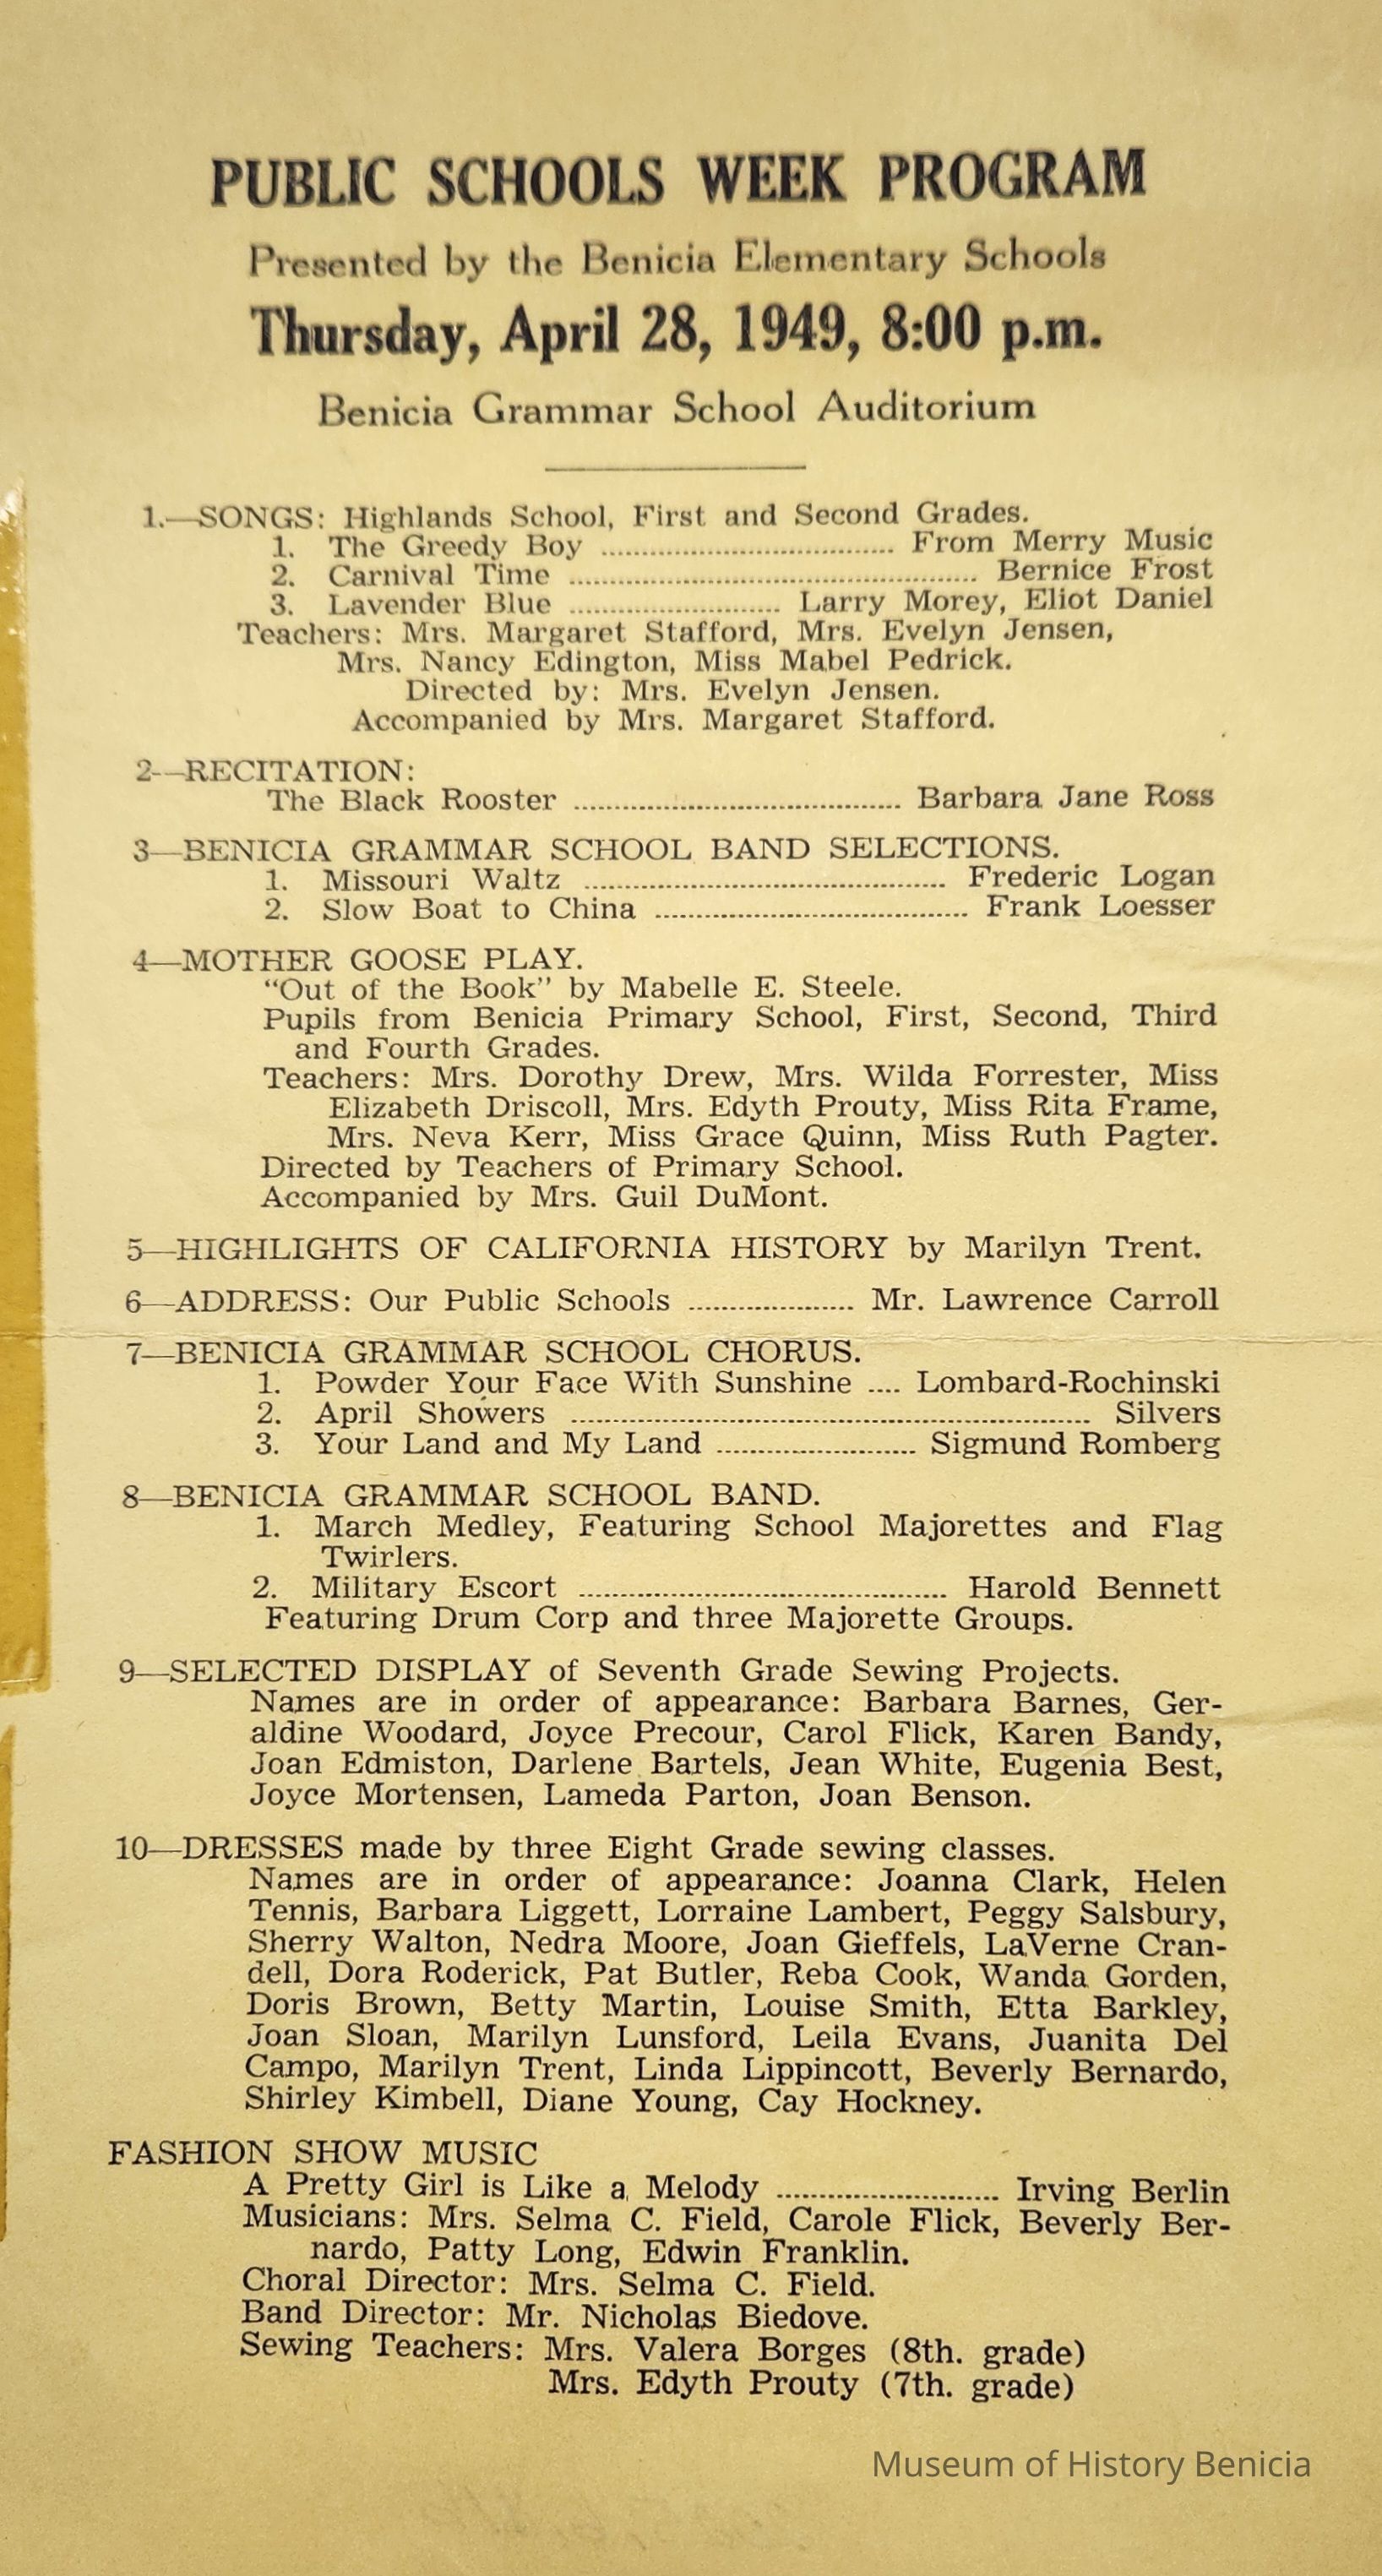 PUBLIC SCHOOLS WEEK PROGRAM
Presented by the Benicia Elementary Schools
Thursday, April 28, 1949, 8:00 p.m.
Benicia Grammar School Auditorium
1.—SONGS: Highlands School, First and Second Grades.
1. The Greedy Boy .................................... From Merry Music
2. Carnival Time .................................................. Bernice Frost
3. Lavender Blue .......................... Larry Morey, Eliot Daniel
Teachers: Mrs. Margaret Stafford, Mrs. Evelyn Jensen,
Mrs. Nancy Edington, Miss Mabel Pedrick.
Directed by: Mrs. Evelyn Jensen.
Accompanied by Mrs. Margaret Stafford.
2—RECITATION:
The Black Rooster ........................................ Barbara Jane Ross
3—BENICIA GRAMMAR SCHOOL BAND SELECTIONS.
1. Missouri Waltz ............................................ Frederic Logan
2. Slow Boat to China ...................................... Frank Loesser
4—MOTHER GOOSE PLAY.
"Out of the Book" by Mabelle E. Steele.
Pupils from Benicia Primary School, First, Second, Third
and Fourth Grades.
Teachers: Mrs. Dorothy Drew, Mrs. Wilda Forrester, Miss
Elizabeth Driscoll, Mrs. Edyth Prouty, Miss Rita Frame,
Mrs. Neva Kerr, Miss Grace Quinn, Miss Ruth Pagter.
Directed by Teachers of Primary School.
Accompanied by Mrs. Guil DuMont.
5—HIGHLIGHTS OF CALIFORNIA HISTORY by Marilyn Trent.
6—ADDRESS: Our Public Schools .................... Mr. Lawrence Carroll
7—BENICIA GRAMMAR SCHOOL CHORUS.
1. Powder Your Face With Sunshine .... Lombard-Rochinski
2. April Showers ................................................................ Silvers
3. Your Land and My Land ........................ Sigmund Romberg
8—BENICIA GRAMMAR SCHOOL BAND.
1. March Medley, Featuring School Majorettes and Flag
Twirlers.
2. Military Escort ............................................ Harold Bennett
Featuring Drum Corp and three Majorette Groups.
9—SELECTED DISPLAY of Seventh Grade Sewing Projects.
Names are in order of appearance: Barbara Barnes, Ger-
aldine Woodard, Joyce Precour, Carol Flick, Karen Bandy,
Joan Edmiston, Darlene Bartels, Jean White, Eugenia Best,
Joyce Mortensen, Lameda Parton, Joan Benson.
10—DRESSES made by three Eight Grade sewing classes.
Names are in order of appearance: Joanna Clark, Helen
Tennis, Barbara Liggett, Lorraine Lambert, Peggy Salsbury,
Sherry Walton, Nedra Moore, Joan Gieffels, LaVerne Cran-
dell, Dora Roderick, Pat Butler, Reba Cook, Wanda Gorden,
Doris Brown, Betty Martin, Louise Smith, Etta Barkley,
Joan Sloan, Marilyn Lunsford, Leila Evans, Juanita Del
Campo, Marilyn Trent, Linda Lippincott, Beverly Bernardo,
Shirley Kimbell, Diane Young, Cay Hockney.
FASHION SHOW MUSIC
A Pretty Girl is Like a Melody ........................... Irving Berlin
Musicians: Mrs. Selma C. Field, Carole Flick, Beverly Ber-
nardo, Patty Long, Edwin Franklin.
Choral Director: Mrs. Selma C. Field.
Band Director: Mr. Nicholas Biedove.
Sewing Teachers: Mrs. Valera Borges (8th. grade)
Mrs. Edyth Prouty (7th. grade)
Museum of History Benicia